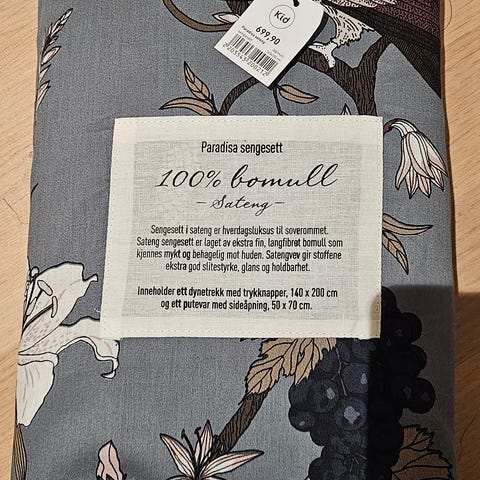 Kid
699,90
Paradisa sateng
Paradisa sengesett
100% bomull
- Sateng -
Sengesett i sateng er hverdagsluksus til soverommet.
Sateng sengesett er laget av ekstra fin, langfibret bomull som
kjennes mykt og behagelig mot huden. Satengvev gir stoffene
ekstra god slitestyrke, glans og holdbarhet.
Inneholder ett dynetrekk med trykknapper, 140 x 200 cm
og ett putevar med sideåpning, 50 x 70 cm.